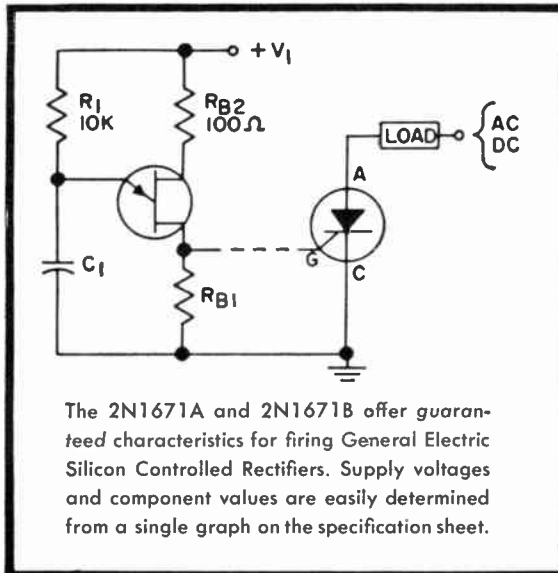 +V1
R1
10K
RB2
100Ω
LOAD
AC
DC
A
G
C
C1
RB1
The 2N1671A and 2N1671B offer guaran-
teed characteristics for firing General Electric
Silicon Controlled Rectifiers. Supply voltages
and component values are easily determined
from a single graph on the specification sheet.